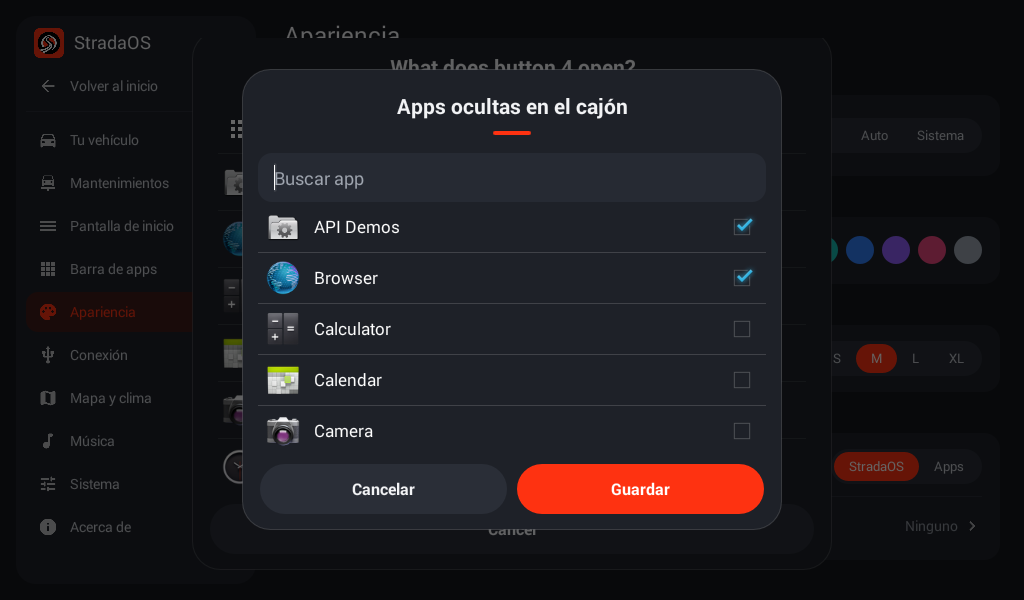 StradaOS
Volver al inicio
Tu vehículo
Mantenimientos
Pantalla de inicio
Barra de apps
Apariencia
Conexión
Mapa y clima
Música
Sistema
Acerca de
Apariencia
What does button 4 open?
Apps ocultas en el cajón
Buscar app
API Demos
Browser
Calculator
Calendar
Camera
Cancelar
Guardar
Cancel
Auto
Sistema
S
M
L
XL
StradaOS
Apps
Ninguno